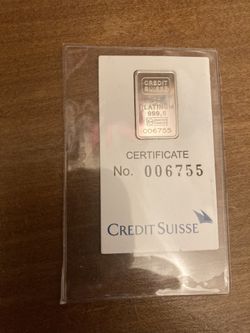 CREDIT
SUISSE
PLATINUM
999,5
006755
CERTIFICATE
No. 006755
CREDIT SUISSE